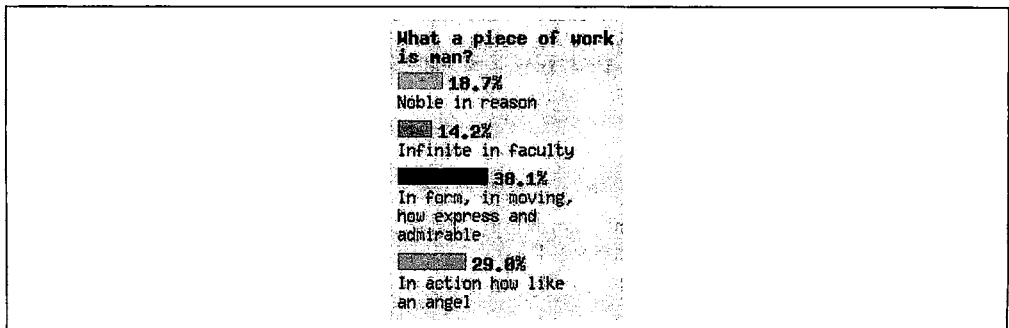 What a piece of work
is man?
18.7%
Noble in reason
14.2%
Infinite in faculty
38.1%
In form, in moving,
how express and
admirable
29.0%
In action how like
an angel